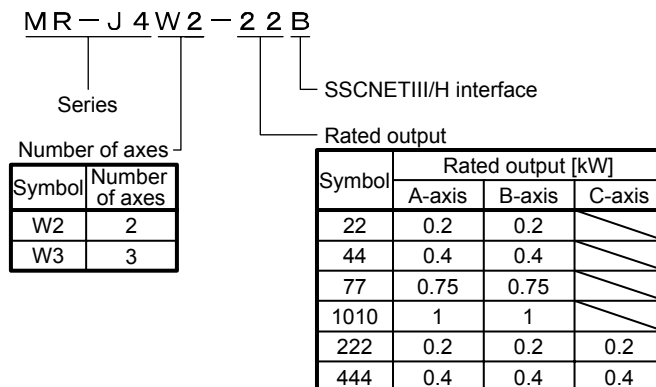 MR-J4W2-22B
SSCNETIII/H interface
Series
Rated output
Number of axes
Symbol Number of axes
W2 2
W3 3
Symbol Rated output [kW]
A-axis B-axis C-axis
22 0.2 0.2
44 0.4 0.4
77 0.75 0.75
1010 1 1
222 0.2 0.2 0.2
444 0.4 0.4 0.4